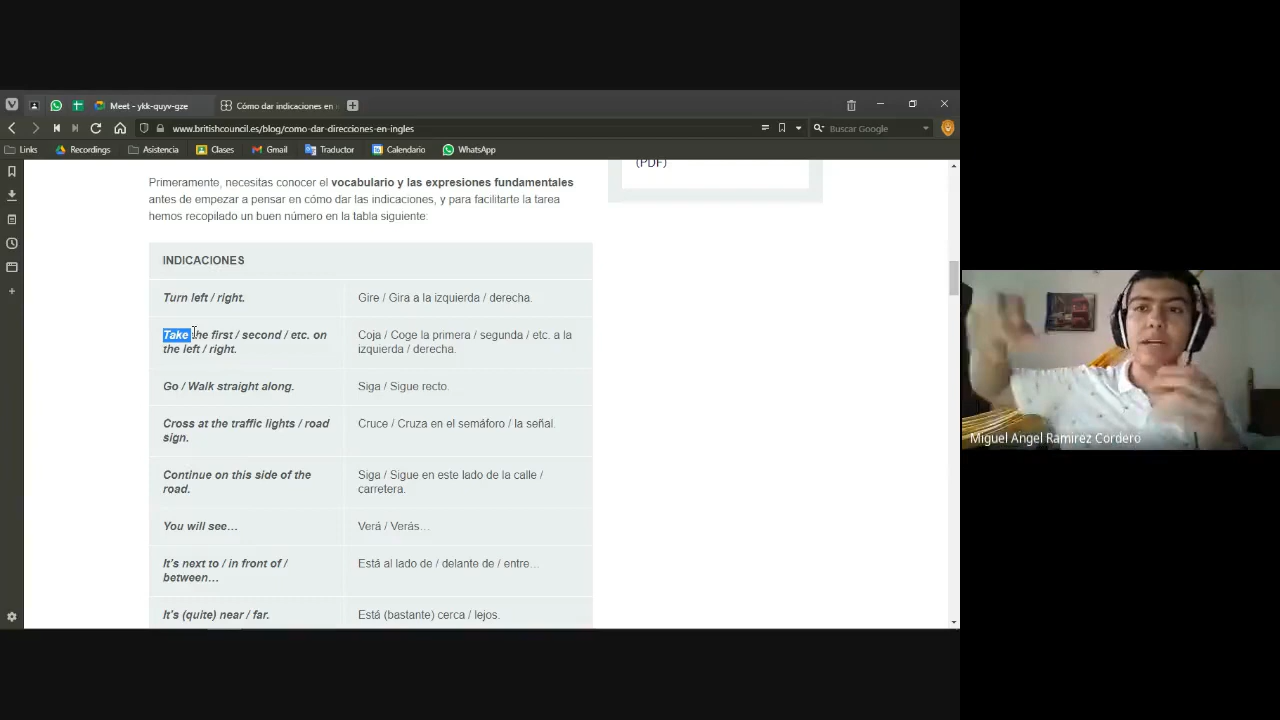 Meet - ykk-quyv-gze
Cómo dar indicaciones en
www.britishcouncil.es/blog/como-dar-direcciones-en-ingles
Buscar Google
Links
Recordings
Asistencia
Clases
Gmail
Traductor
Calendario
WhatsApp
(PDF)
Primeramente, necesitas conocer el vocabulario y las expresiones fundamentales
antes de empezar a pensar en cómo dar las indicaciones, y para facilitarte la tarea
hemos recopilado un buen número en la tabla siguiente:
INDICACIONES
Turn left / right.
Gire / Gira a la izquierda / derecha.
Take the first / second / etc. on
the left / right.
Coja / Coge la primera / segunda / etc. a la
izquierda / derecha.
Go / Walk straight along.
Siga / Sigue recto.
Cross at the traffic lights / road
sign.
Cruce / Cruza en el semáforo / la señal.
Continue on this side of the
road.
Siga / Sigue en este lado de la calle /
carretera.
You will see…
Verá / Verás…
It's next to / in front of /
between…
Está al lado de / delante de / entre…
It's (quite) near / far.
Está (bastante) cerca / lejos.
Miguel Angel Ramirez Cordero